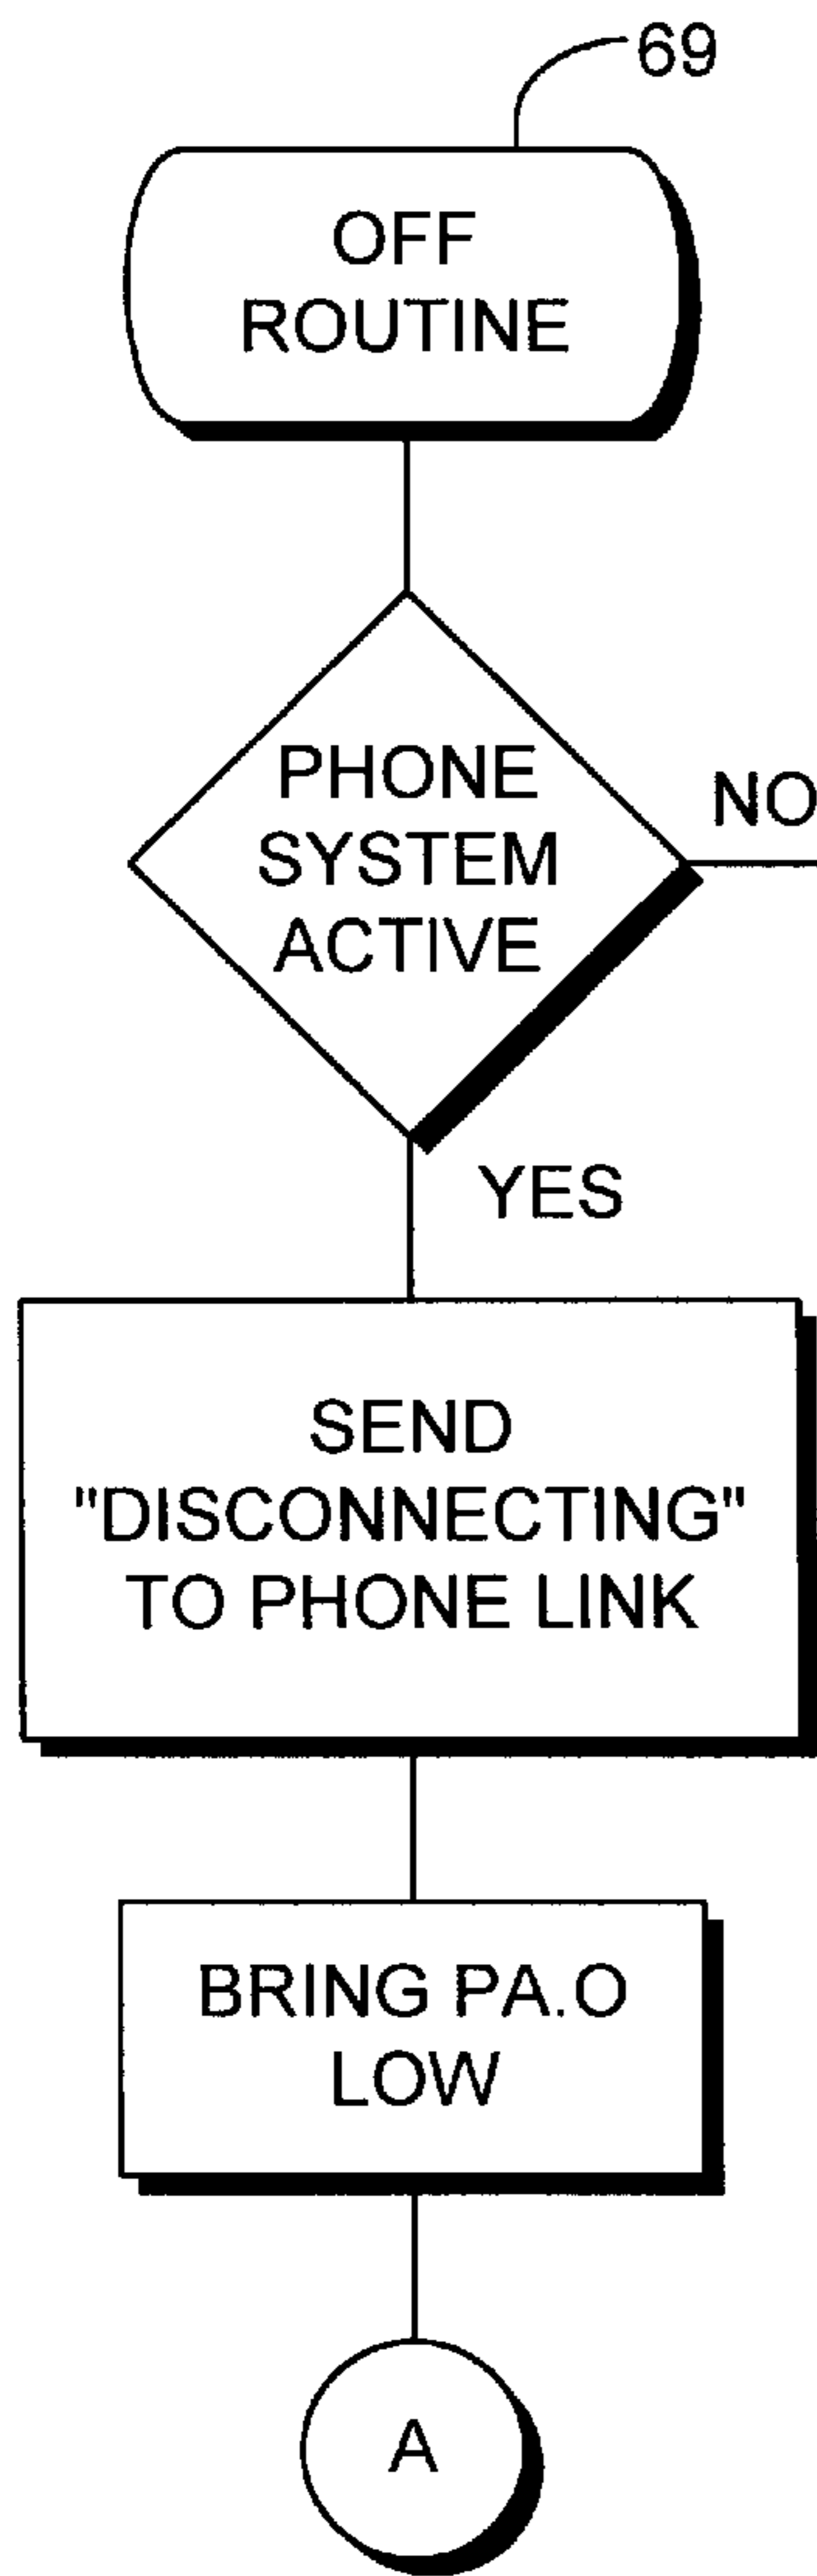 69
OFF
ROUTINE
PHONE
SYSTEM
ACTIVE
NO
YES
SEND
"DISCONNECTING"
TO PHONE LINK
BRING PA.O
LOW
A